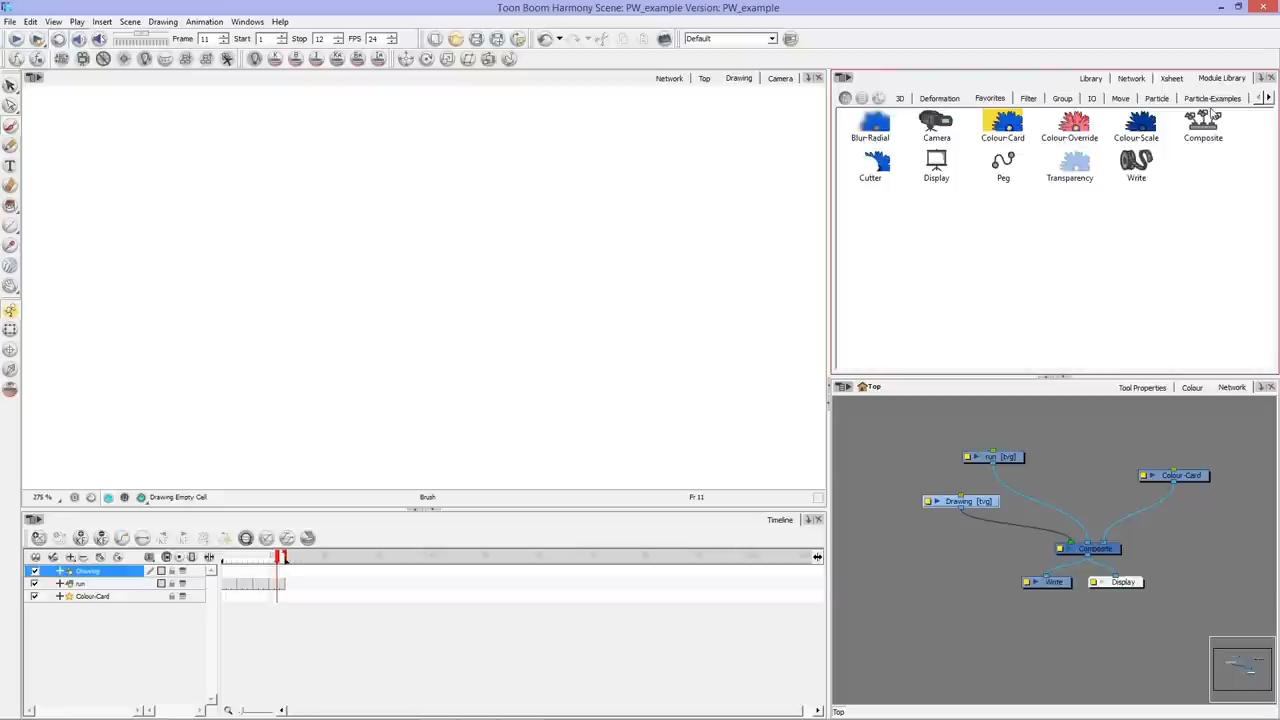 Toon Boom Harmony Scene: PW_example Version: PW_example
File Edit View Play Insert Scene Drawing Animation Windows Help
Frame 11 Start 1 Stop 12 FPS 24 Default
Network Top Drawing Camera
Library Network Xsheet Module Library
3D Deformation Favorites Filter Group IO Move Particle Particle-Examples
Blur-Radial Camera Colour-Card Colour-Override Colour-Scale Composite
Cutter Display Peg Transparency Write
Top Tool Properties Colour Network
run [tvg]
Colour-Card
Drawing [tvg]
Composite
Write Display
275 % Drawing Empty Cell Brush Fr 11
Timeline
Drawing
run
Colour-Card
Top